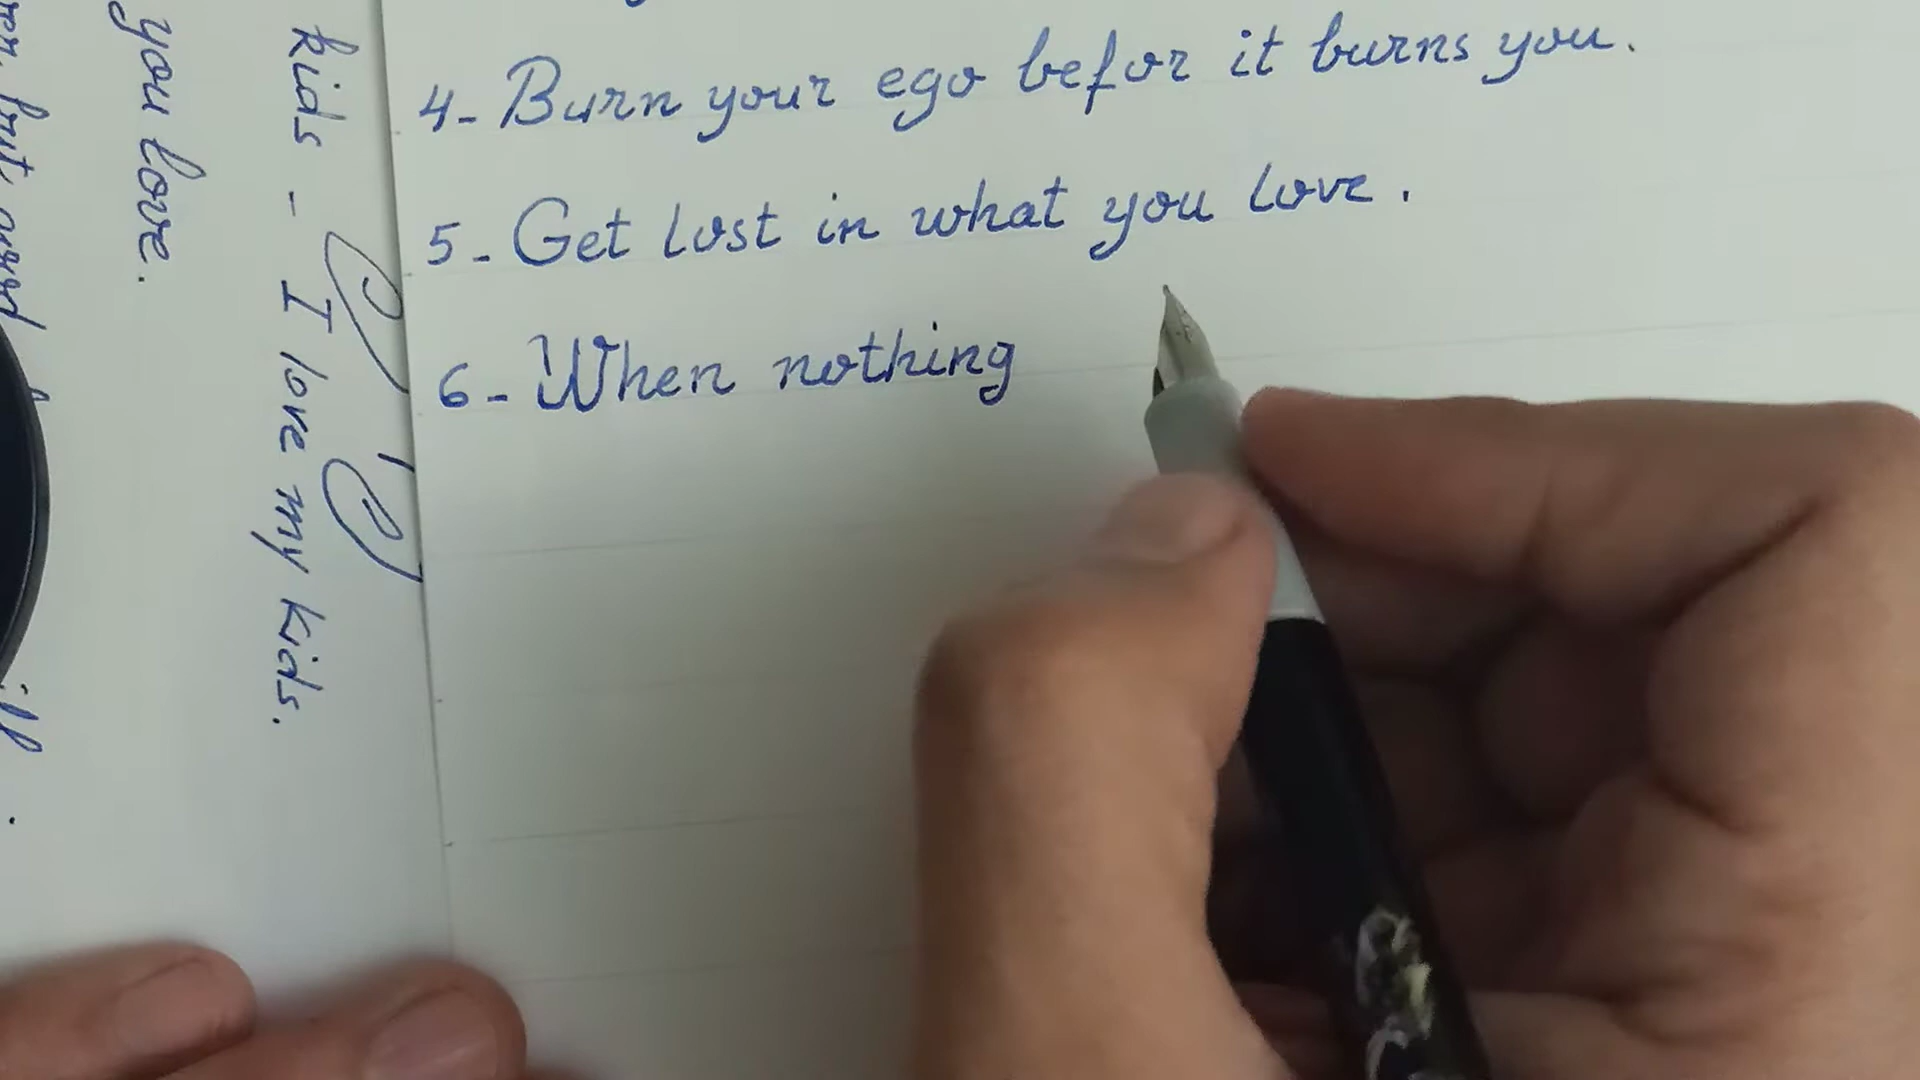 4- Burn your ego befor it burns you.
5- Get lost in what you love.
6- When nothing
kids - I love my kids.
you love.